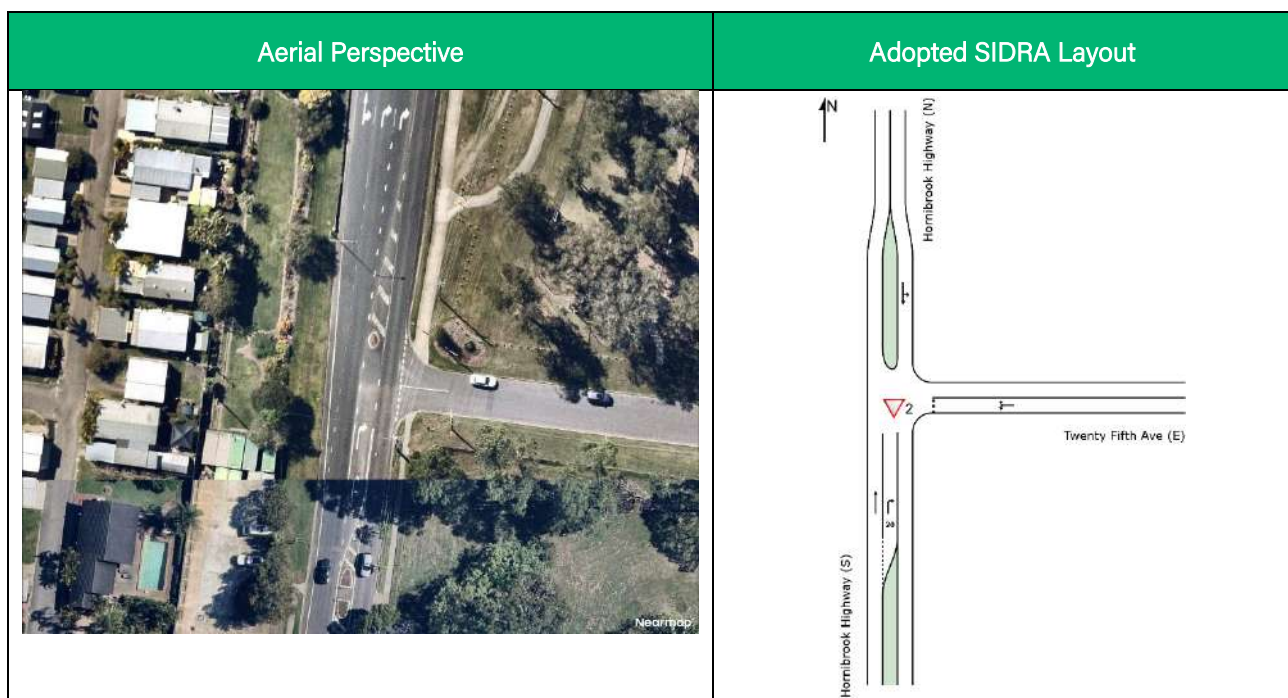 Aerial Perspective
Adopted SIDRA Layout
N
Hornibrook Highway (N)
2
Twenty Fifth Ave (E)
20
Hornibrook Highway (S)
Nearmap